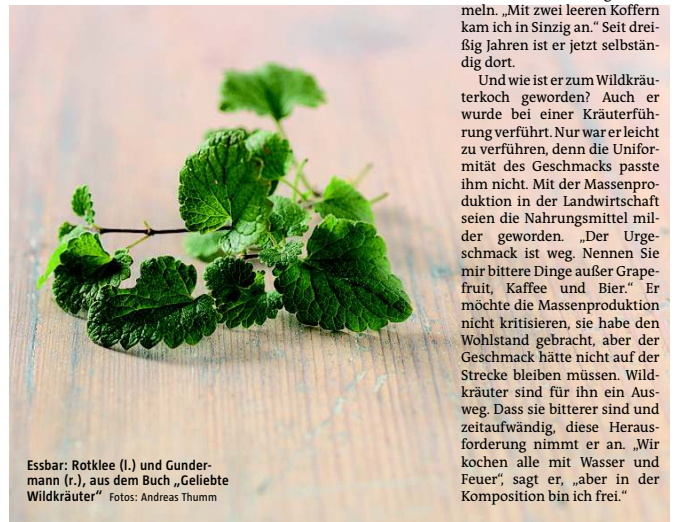 meln. „Mit zwei leeren Koffern
kam ich in Sinzig an.“ Seit drei-
ßig Jahren ist er jetzt selbstän-
dig dort.
Und wie ist er zum Wildkräu-
terkoch geworden? Auch er
wurde bei einer Kräuterfüh-
rung verführt. Nur war er leicht
zu verführen, denn die Unifor-
mität des Geschmacks passte
ihm nicht. Mit der Massenpro-
duktion in der Landwirtschaft
seien die Nahrungsmittel mil-
der geworden. „Der Urge-
schmack ist weg. Nennen Sie
mir bittere Dinge außer Grape-
fruit, Kaffee und Bier.“ Er
möchte die Massenproduktion
nicht kritisieren, sie habe den
Wohlstand gebracht, aber der
Geschmack hätte nicht auf der
Strecke bleiben müssen. Wild-
kräuter sind für ihn ein Aus-
weg. Dass sie bitterer sind und
zeitaufwändig, diese Heraus-
forderung nimmt er an. „Wir
kochen alle mit Wasser und
Feuer“, sagt er, „aber in der
Komposition bin ich frei.“
Essbar: Rotklee (l.) und Gunder-
mann (r.), aus dem Buch „Geliebte
Wildkräuter“ Fotos: Andreas Thumm